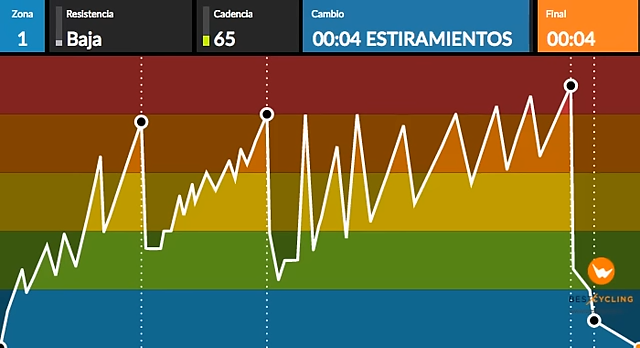 Zona
1
Resistencia
Baja
Cadencia
65
Cambio
00:04 ESTIRAMIENTOS
Final
00:04
BESTCYCLING